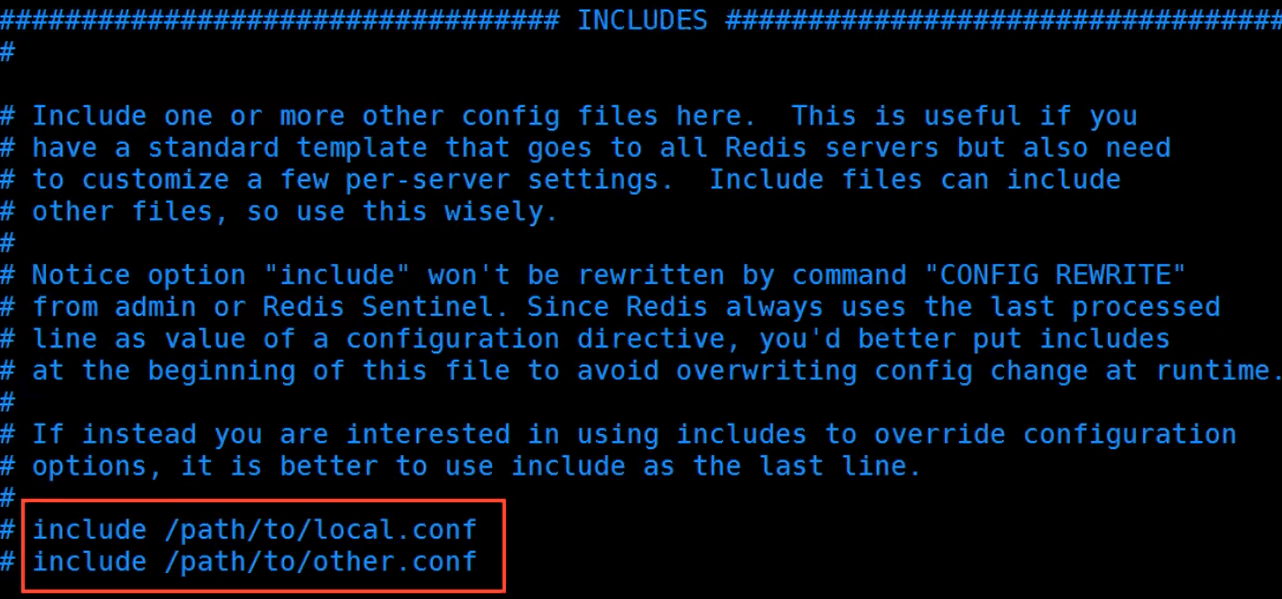 ################################## INCLUDES ##################################
#
# Include one or more other config files here.  This is useful if you
# have a standard template that goes to all Redis servers but also need
# to customize a few per-server settings.  Include files can include
# other files, so use this wisely.
#
# Notice option "include" won't be rewritten by command "CONFIG REWRITE"
# from admin or Redis Sentinel. Since Redis always uses the last processed
# line as value of a configuration directive, you'd better put includes
# at the beginning of this file to avoid overwriting config change at runtime.
#
# If instead you are interested in using includes to override configuration
# options, it is better to use include as the last line.
#
# include /path/to/local.conf
# include /path/to/other.conf